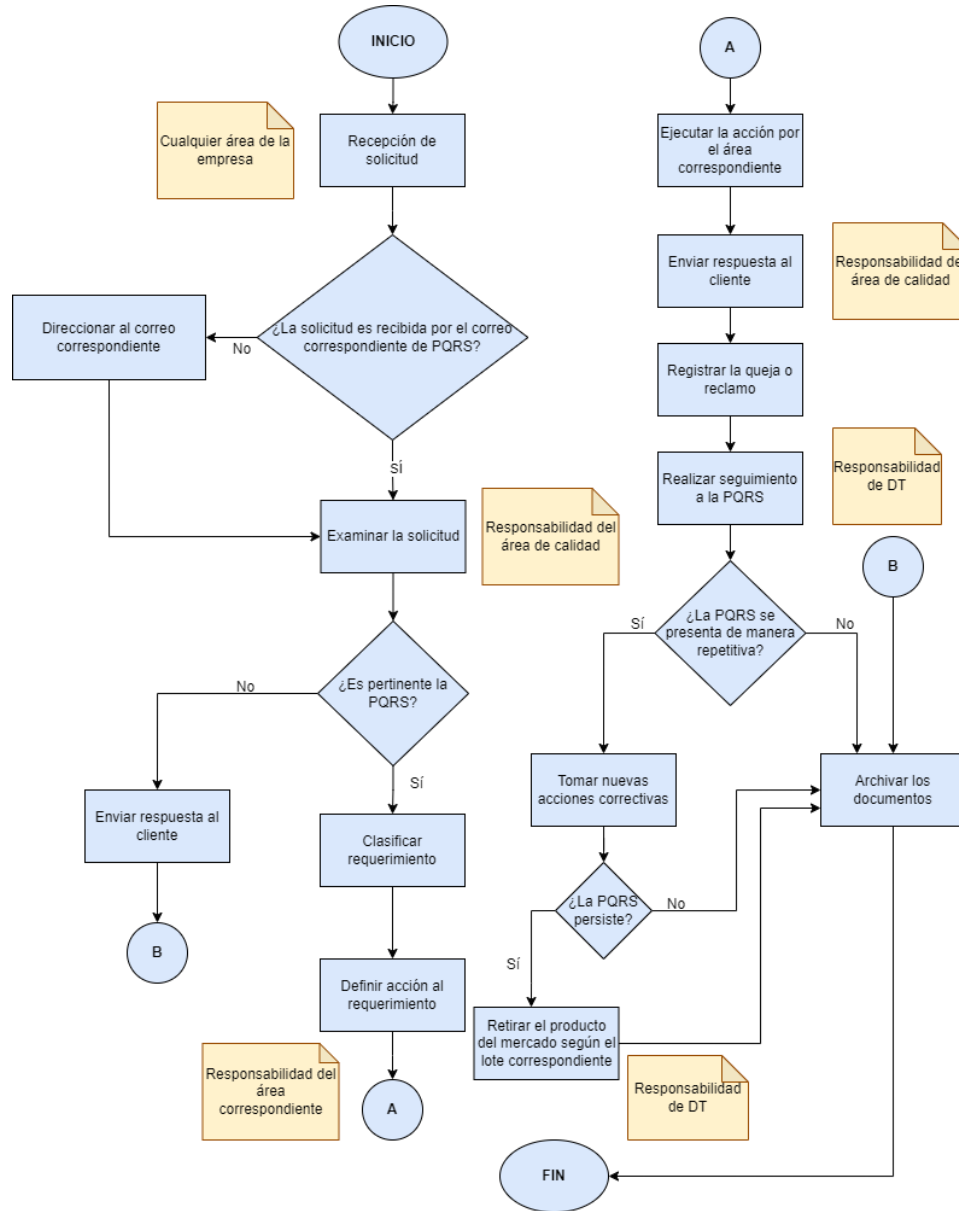 INICIO
Cualquier área de la
empresa
Recepción de
solicitud
¿La solicitud es recibida por el correo
correspondiente de PQRS?
No
Direccionar al correo
correspondiente
SÍ
Examinar la solicitud
Responsabilidad del
área de calidad
¿Es pertinente la
PQRS?
No
Sí
Enviar respuesta al
cliente
B
Clasificar
requerimiento
Definir acción al
requerimiento
Responsabilidad del
área
correspondiente
A
A
Ejecutar la acción por
el área
correspondiente
Enviar respuesta al
cliente
Responsabilidad de
área de calidad
Registrar la queja o
reclamo
Realizar seguimiento
a la PQRS
Responsabilidad
de DT
B
¿La PQRS se
presenta de manera
repetitiva?
Sí
No
Tomar nuevas
acciones correctivas
Archivar los
documentos
¿La PQRS
persiste?
No
Sí
Retirar el producto
del mercado según el
lote correspondiente
Responsabilidad
de DT
FIN